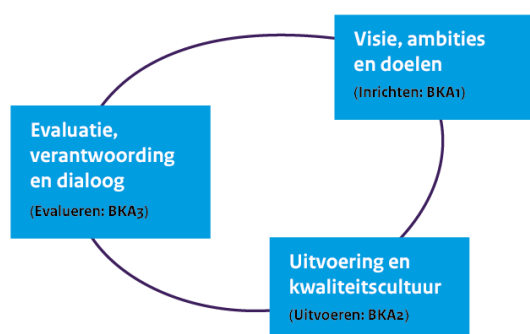 Visie, ambities
en doelen
(Inrichten: BKA1)
Evaluatie,
verantwoording
en dialoog
(Evalueren: BKA3)
Uitvoering en
kwaliteitscultuur
(Uitvoeren: BKA2)